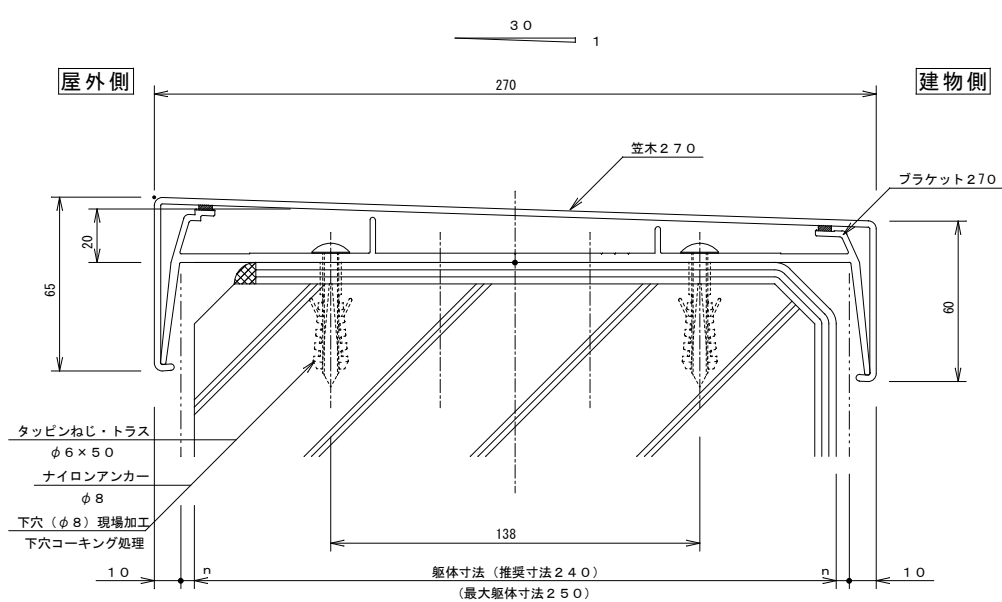 ３０
1
屋外側
建物側
270
笠木２７０
ブラケット270
20
65
60
タッピンねじ・トラス
φ６×５０
ナイロンアンカー
φ８
下穴（φ８）現場加工
下穴コーキング処理
138
１０
n
躯体寸法（推奨寸法２４０）
n
１０
（最大躯体寸法２５０）